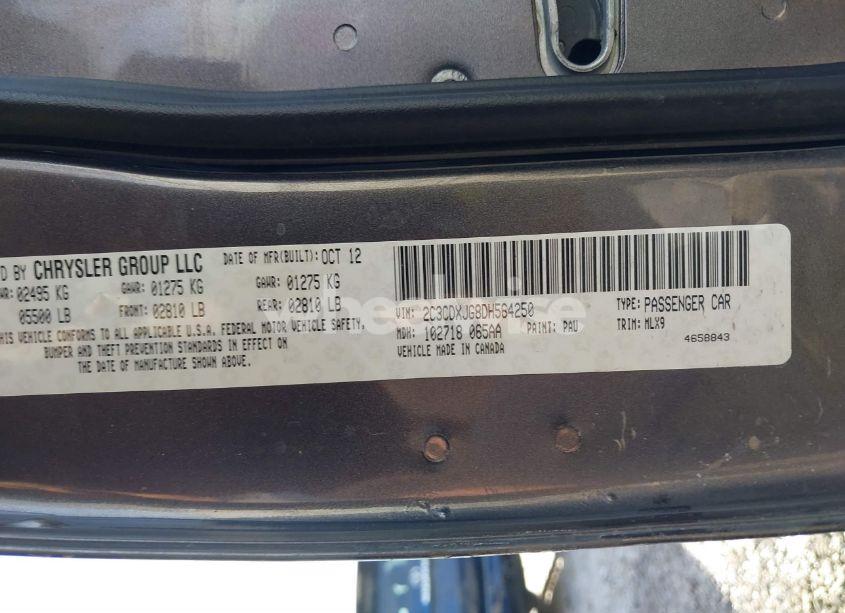 D BY CHRYSLER GROUP LLC
DATE OF MFR(BUILT): OCT 12
WR: 02495 KG
GAWR: 01275 KG
GAWR: 01275 KG
05500 LB
FRONT: 02810 LB
REAR: 02810 LB
THIS VEHICLE CONFORMS TO ALL APPLICABLE U.S.A. FEDERAL MOTOR VEHICLE SAFETY,
BUMPER AND THEFT PREVENTION STANDARDS IN EFFECT ON
THE DATE OF MANUFACTURE SHOWN ABOVE.
VIN: 2C3CDXJG8DH564250
TYPE: PASSENGER CAR
MDH: 102718 065AA
PAINT: PAU
TRIM: MLX9
VEHICLE MADE IN CANADA
4658843